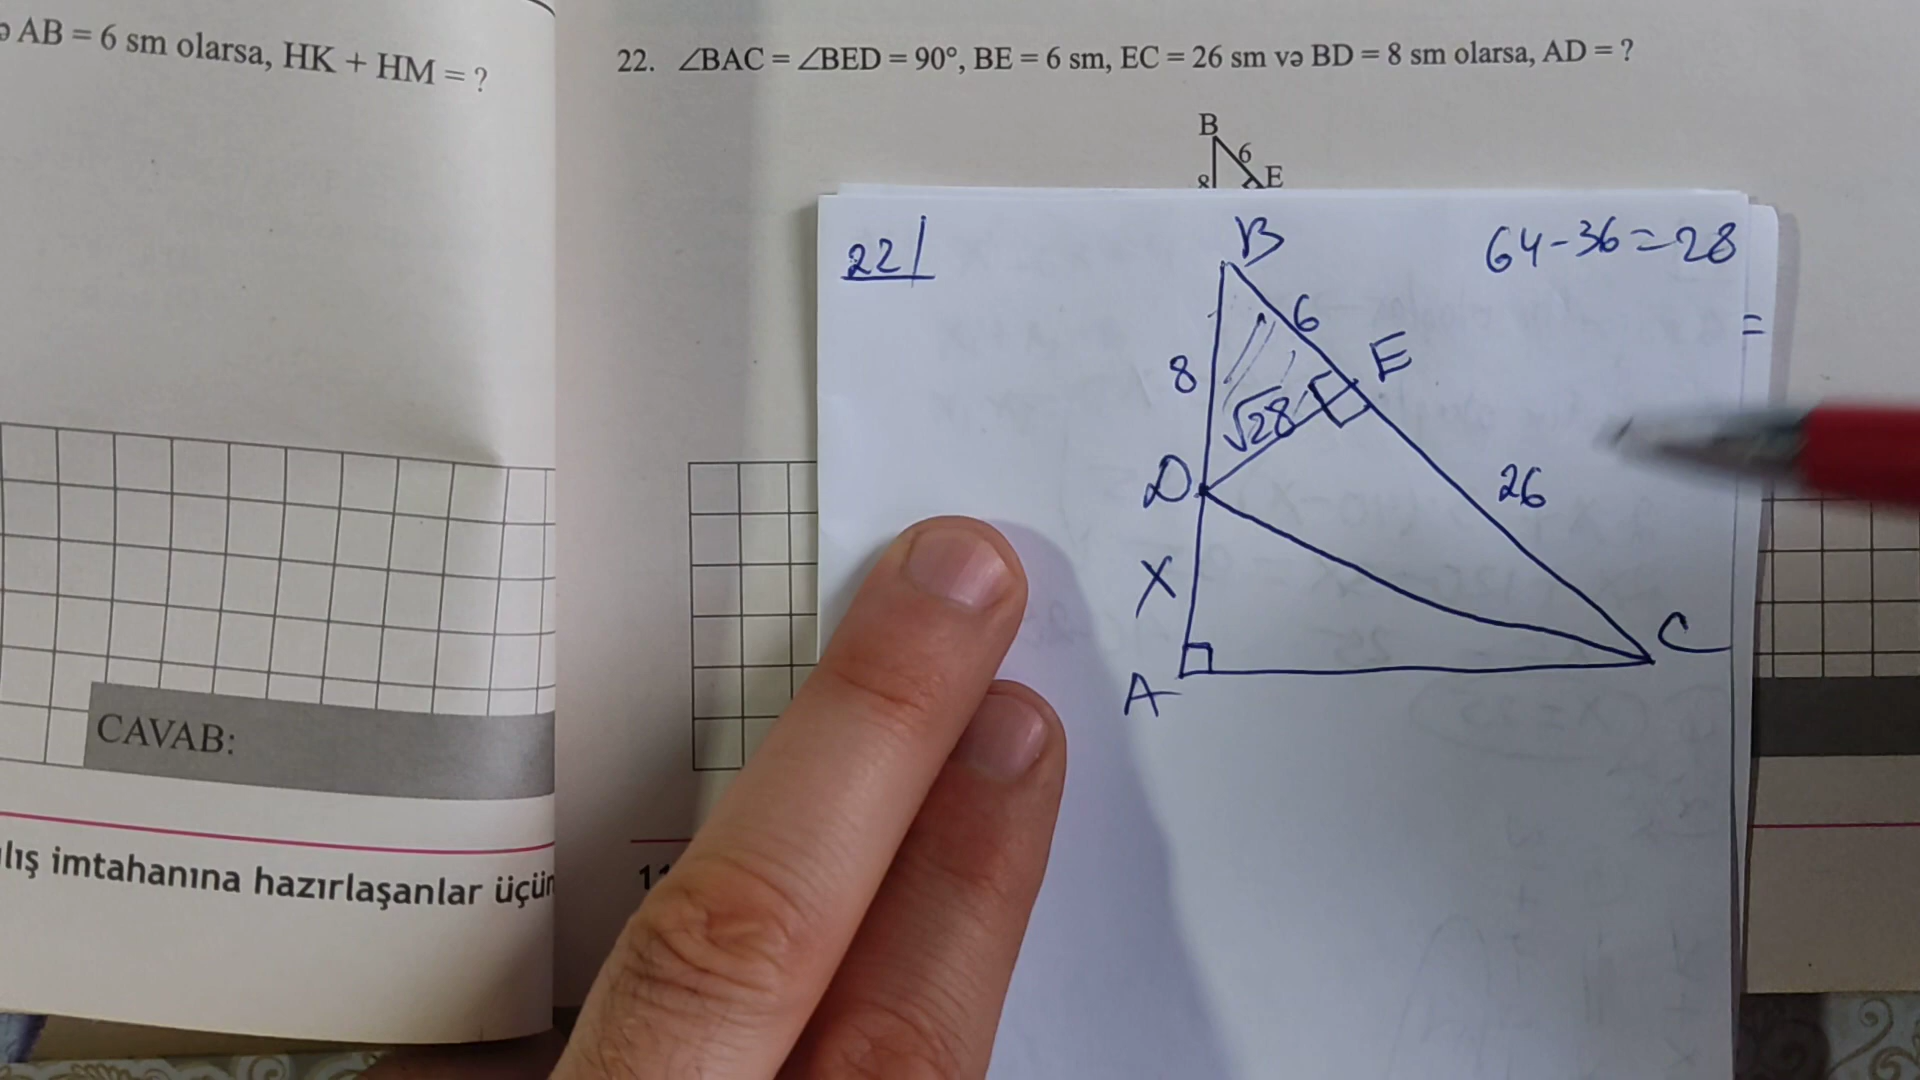 ə AB = 6 sm olarsa, HK + HM = ?
CAVAB:
lış imtahanına hazırlaşanlar üçün
22. ∠BAC = ∠BED = 90°, BE = 6 sm, EC = 26 sm və BD = 8 sm olarsa, AD = ?
B
6
8
E
22/
B
64-36=28
6
E
8
√28
D
26
X
C
A
=